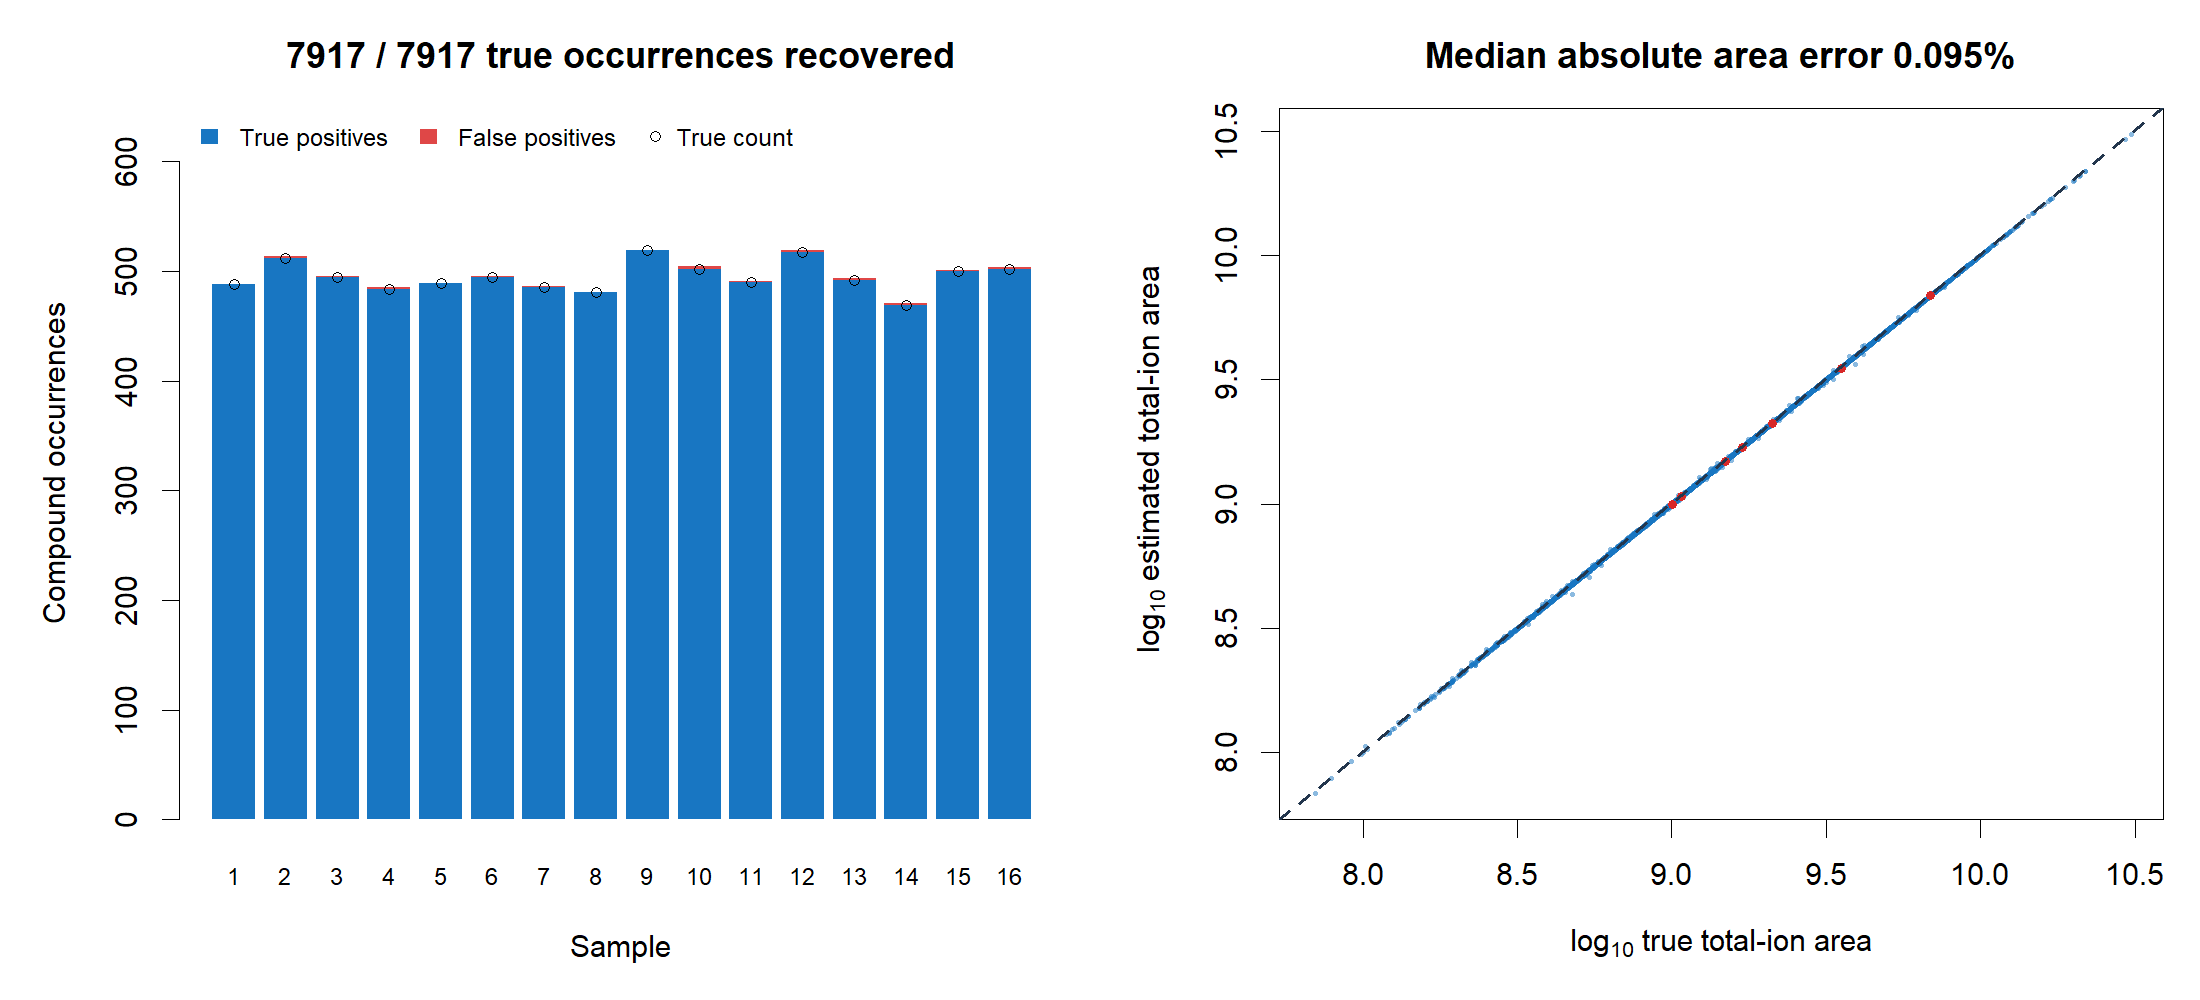 7917 / 7917 true occurrences recovered
True positives
False positives
True count
Compound occurrences
600
500
400
300
200
100
0
1 2 3 4 5 6 7 8 9 10 11 12 13 14 15 16
Sample
Median absolute area error 0.095%
log10 estimated total-ion area
10.5
10.0
9.5
9.0
8.5
8.0
8.0 8.5 9.0 9.5 10.0 10.5
log10 true total-ion area